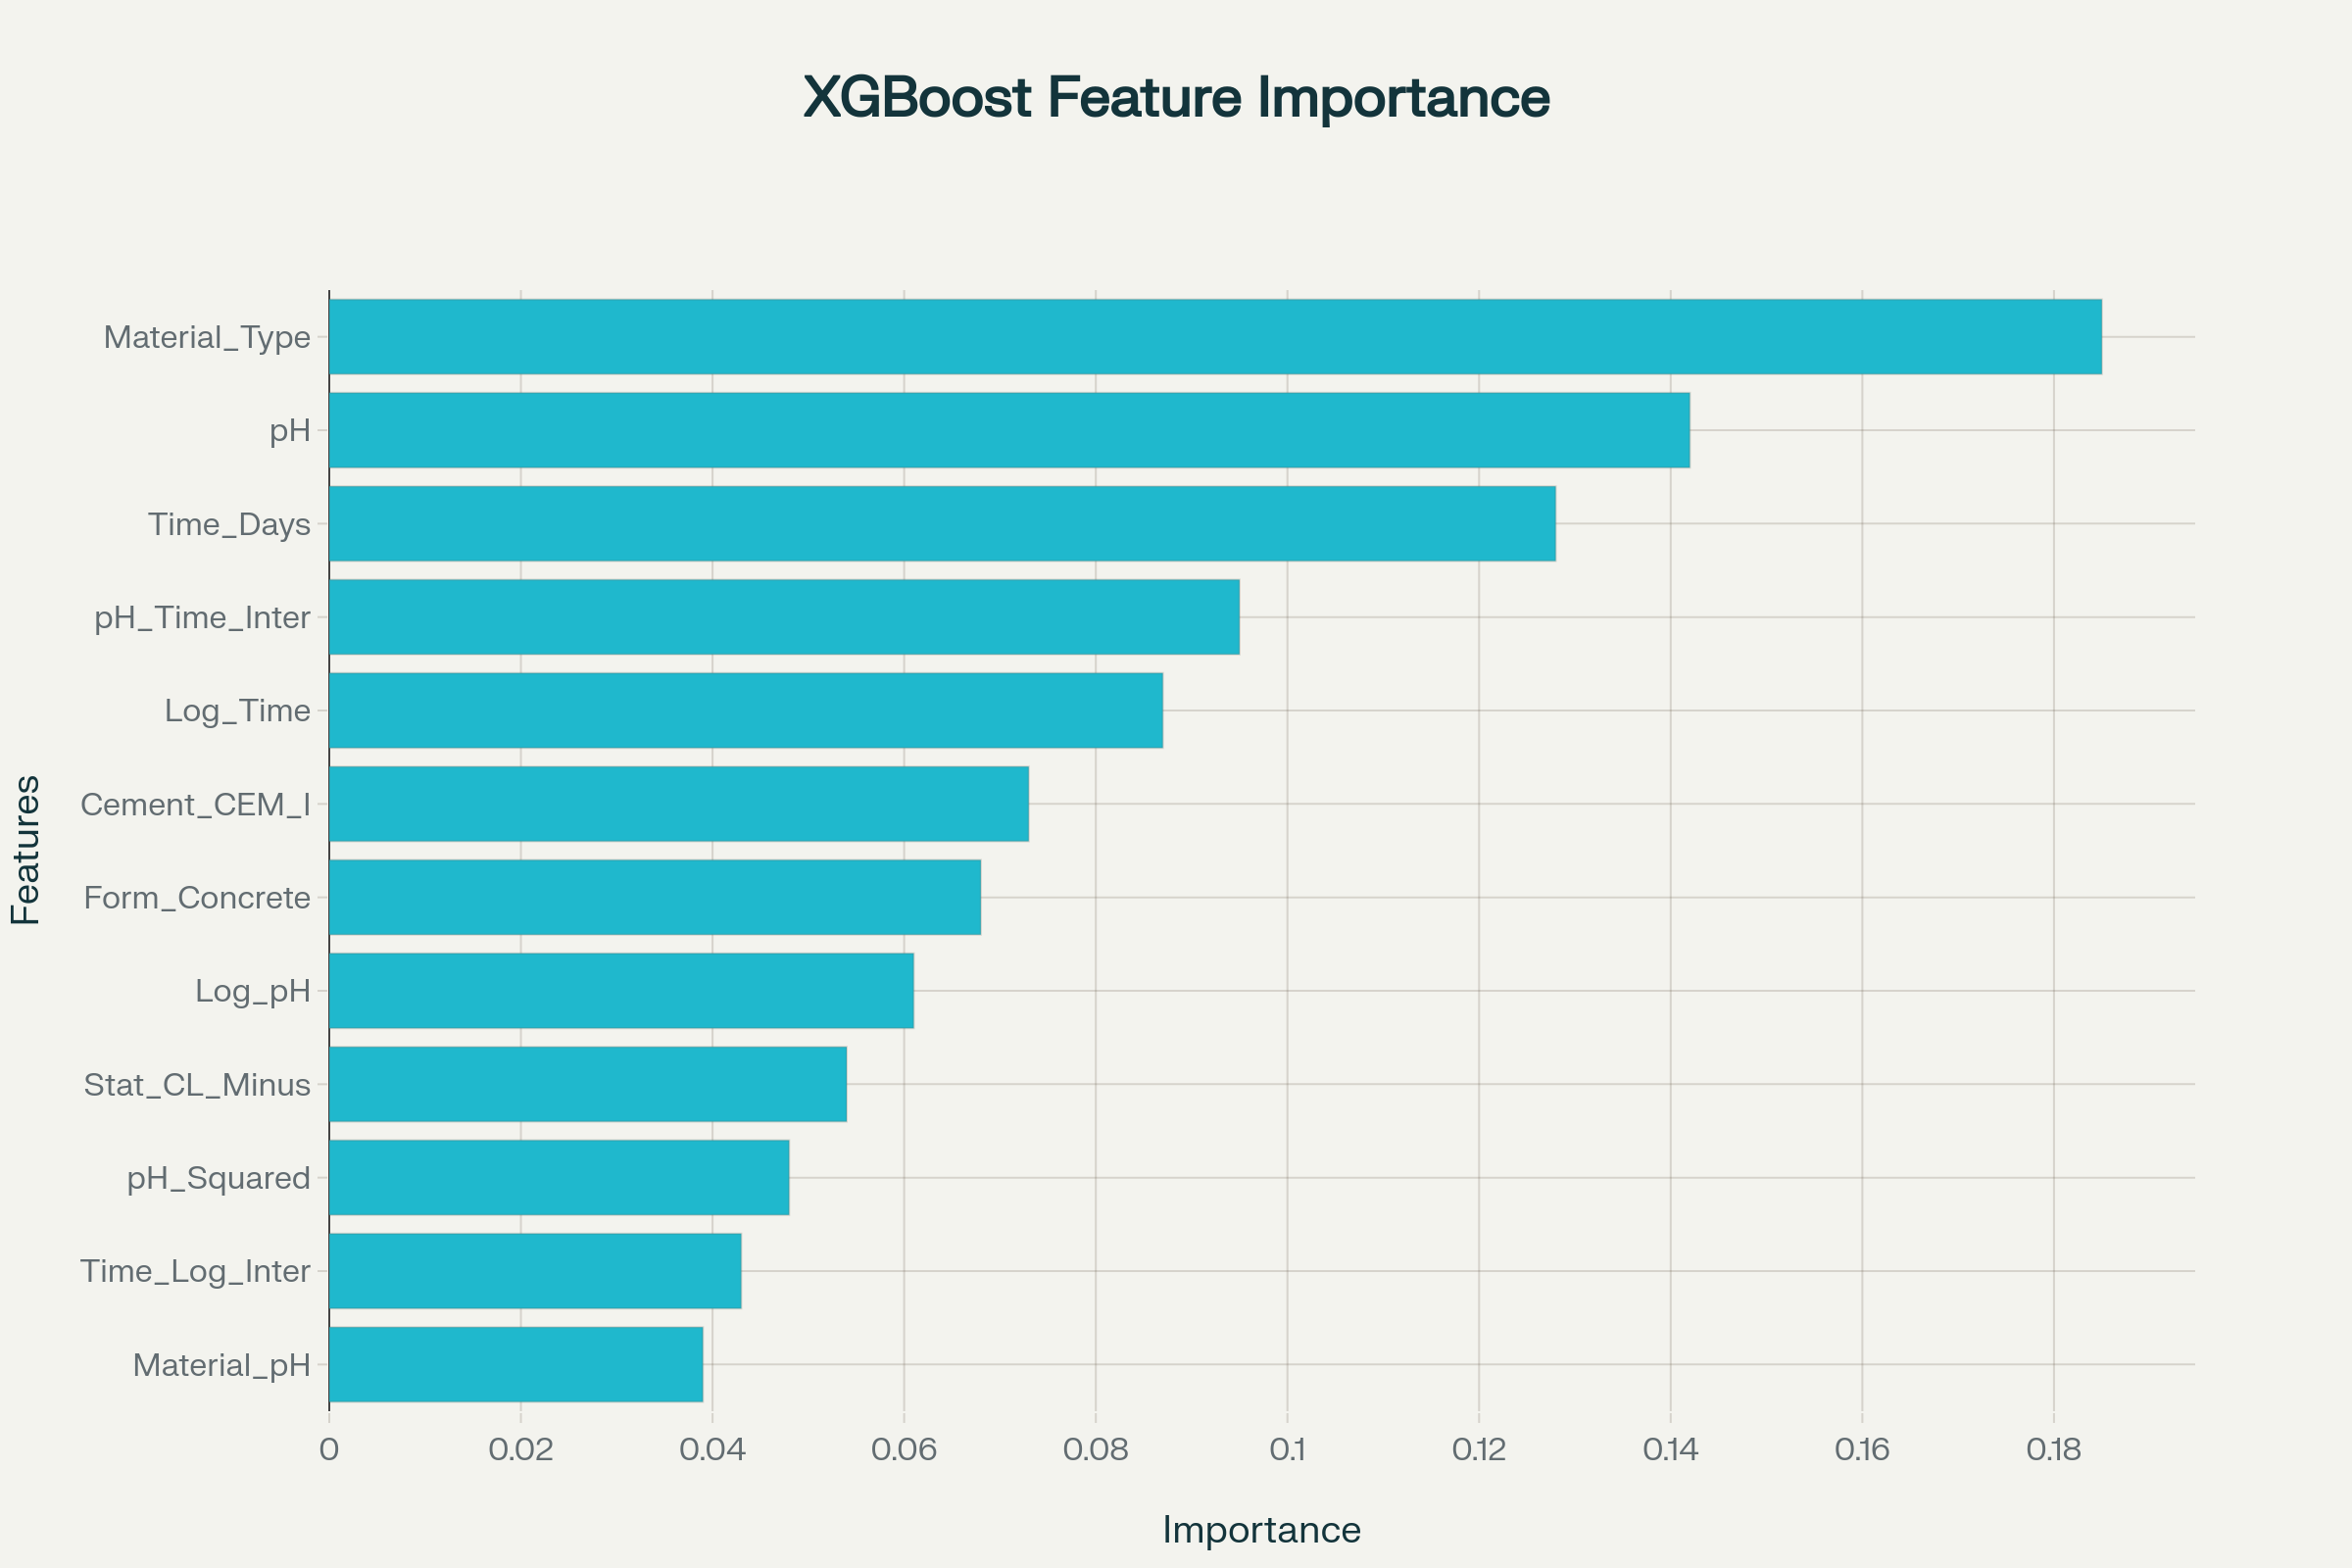 XGBoost Feature Importance
Material_Type
pH
Time_Days
pH_Time_Inter
Log_Time
Cement_CEM_I
Form_Concrete
Log_pH
Stat_CL_Minus
pH_Squared
Time_Log_Inter
Material_pH
Features
0 0.02 0.04 0.06 0.08 0.1 0.12 0.14 0.16 0.18
Importance